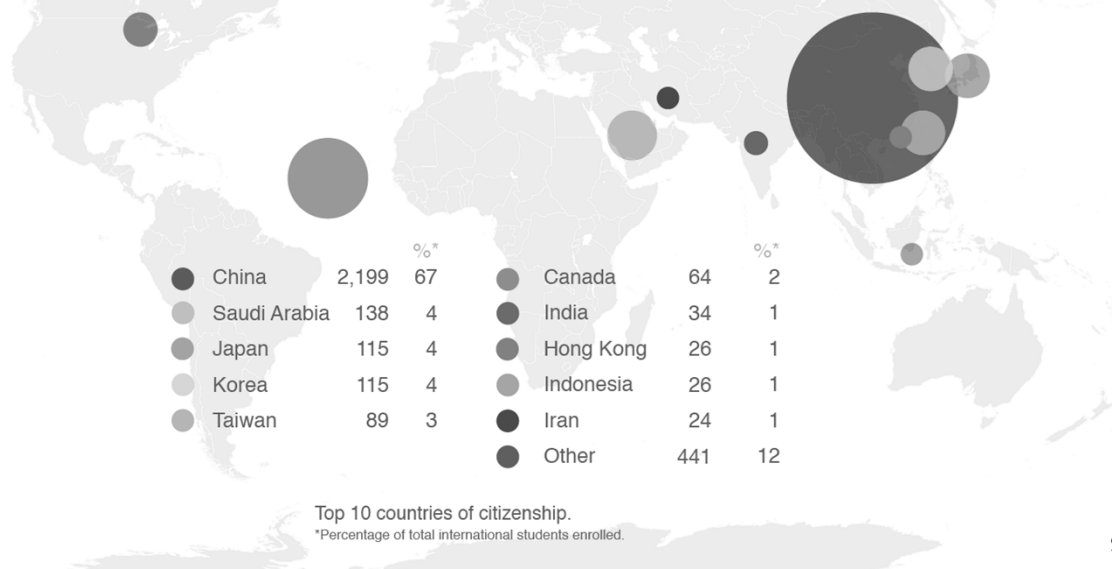 %*
China 2,199 67
Saudi Arabia 138 4
Japan 115 4
Korea 115 4
Taiwan 89 3
%*
Canada 64 2
India 34 1
Hong Kong 26 1
Indonesia 26 1
Iran 24 1
Other 441 12
Top 10 countries of citizenship.
*Percentage of total international students enrolled.